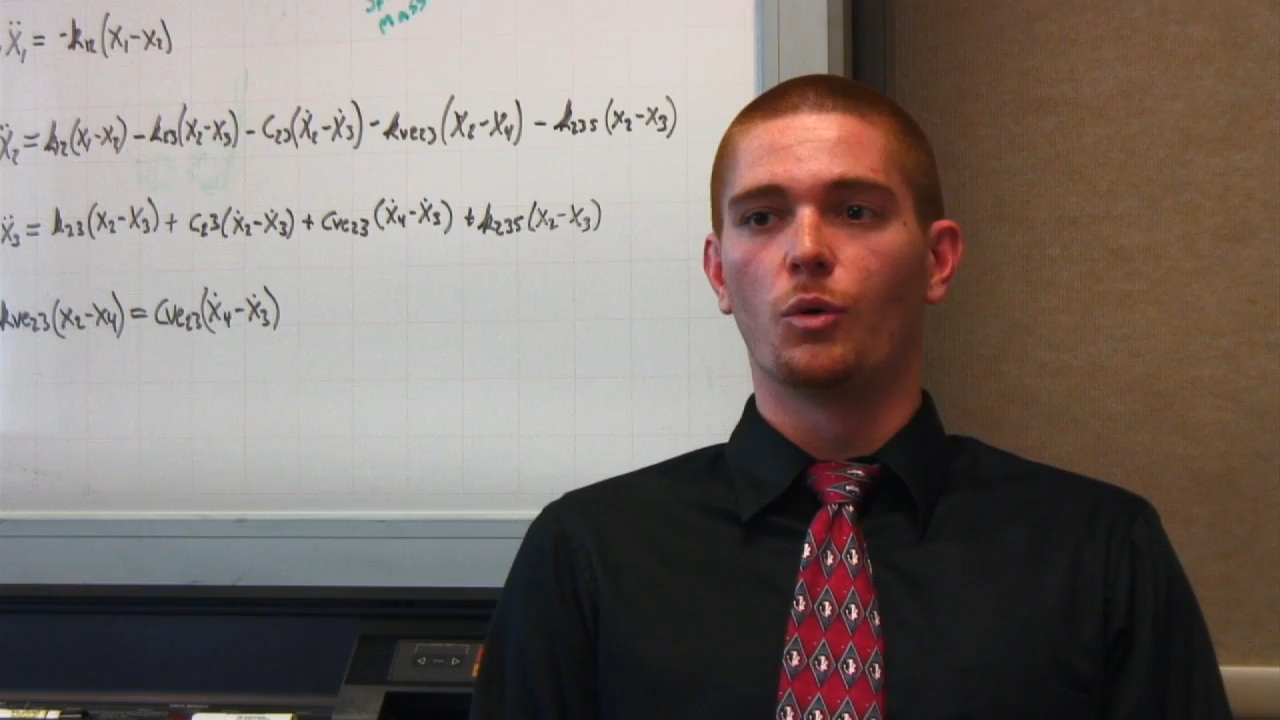 Mass
ẍ₁ = -k₁₂(x₁-x₂)
ẍ₂ = k₁₂(x₁-x₂) - k₂₃(x₂-x₃) - c₂₃(ẋ₂-ẋ₃) - kve₂₃(x₂-x₄) - k₂₃₅(x₂-x₃)
ẍ₃ = k₂₃(x₂-x₃) + c₂₃(ẋ₂-ẋ₃) + cve₂₃(ẋ₄-ẋ₃) + k₂₃₅(x₂-x₃)
kve₂₃(x₂-x₄) = cve₂₃(ẋ₄-ẋ₃)